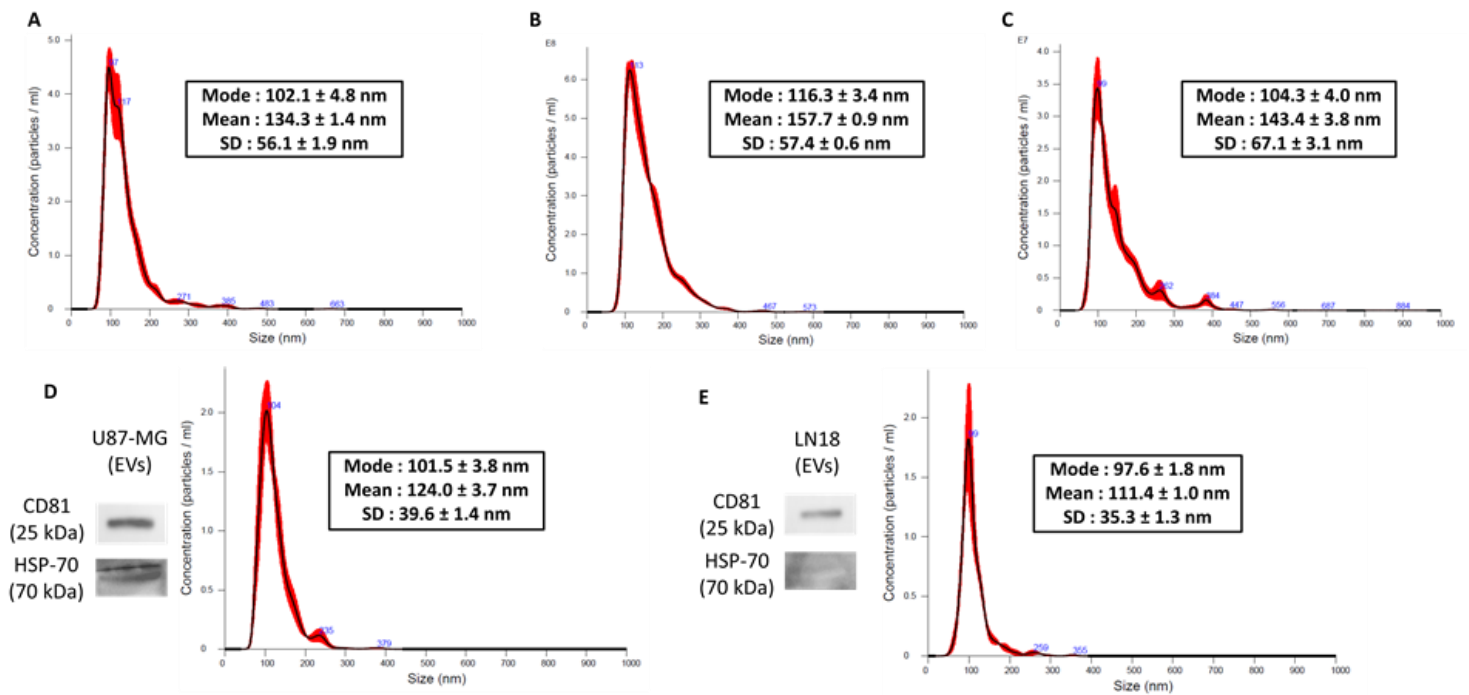 A
Concentration (particles / ml)
5.0
4.0
3.0
2.0
1.0
0
Mode : 102.1 ± 4.8 nm
Mean : 134.3 ± 1.4 nm
SD : 56.1 ± 1.9 nm
271
385
483
663
0 100 200 300 400 500 600 700 800 900 1000
Size (nm)
B
E8
Concentration (particles / ml)
6.0
5.0
4.0
3.0
2.0
1.0
0
Mode : 116.3 ± 3.4 nm
Mean : 157.7 ± 0.9 nm
SD : 57.4 ± 0.6 nm
467
573
0 100 200 300 400 500 600 700 800 900 1000
Size (nm)
C
E7
Concentration (particles / ml)
4.0
3.5
3.0
2.5
2.0
1.5
1.0
0.5
0
Mode : 104.3 ± 4.0 nm
Mean : 143.4 ± 3.8 nm
SD : 67.1 ± 3.1 nm
447
556
687
884
0 100 200 300 400 500 600 700 800 900 1000
Size (nm)
D
U87-MG
(EVs)
CD81
(25 kDa)
HSP-70
(70 kDa)
Concentration (particles / ml)
2.0
1.5
1.0
0.5
0
Mode : 101.5 ± 3.8 nm
Mean : 124.0 ± 3.7 nm
SD : 39.6 ± 1.4 nm
379
0 100 200 300 400 500 600 700 800 900 1000
Size (nm)
E
LN18
(EVs)
CD81
(25 kDa)
HSP-70
(70 kDa)
Concentration (particles / ml)
2.0
1.5
1.0
0.5
0
Mode : 97.6 ± 1.8 nm
Mean : 111.4 ± 1.0 nm
SD : 35.3 ± 1.3 nm
259
355
0 100 200 300 400 500 600 700 800 900 1000
Size (nm)